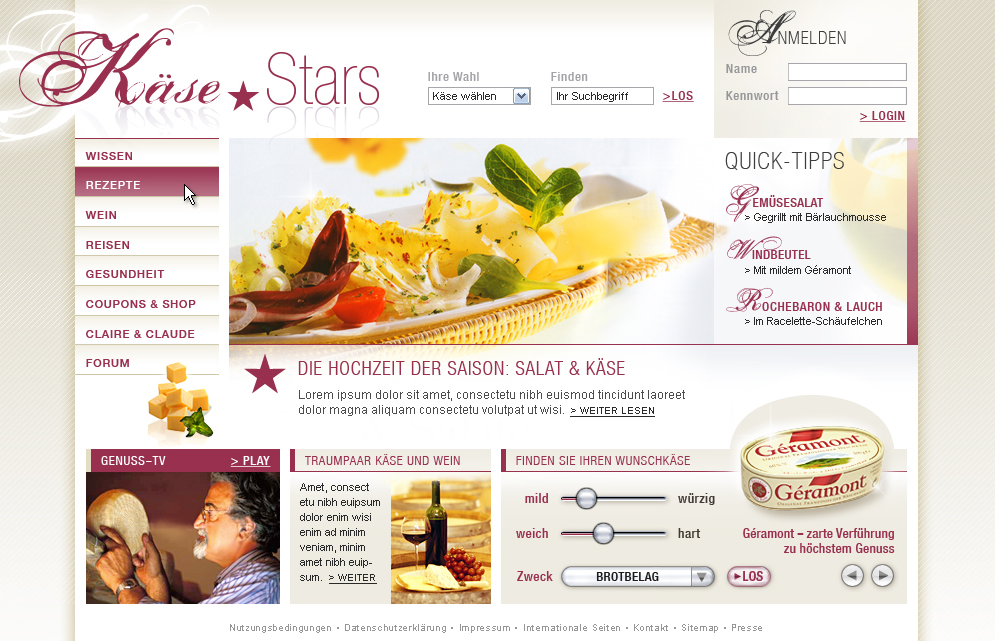 Käse★Stars
Ihre Wahl
Käse wählen
Finden
Ihr Suchbegriff
>LOS
ANMELDEN
Name
Kennwort
> LOGIN
WISSEN
REZEPTE
WEIN
REISEN
GESUNDHEIT
COUPONS & SHOP
CLAIRE & CLAUDE
FORUM
QUICK-TIPPS
GEMÜSESALAT
> Gegrillt mit Bärlauchmousse
WINDBEUTEL
> Mit mildem Géramont
ROCHEBARON & LAUCH
> Im Racelette-Schäufelchen
DIE HOCHZEIT DER SAISON: SALAT & KÄSE
Lorem ipsum dolor sit amet, consectetu nibh euismod tincidunt laoreet
dolor magna aliquam consectetu volutpat ut wisi. > WEITER LESEN
GENUSS–TV
> PLAY
TRAUMPAAR KÄSE UND WEIN
Amet, consect
etu nibh euipsum
dolor enim wisi
enim ad minim
veniam, minim
amet nibh euip-
sum. > WEITER
FINDEN SIE IHREN WUNSCHKÄSE
mild
würzig
weich
hart
Zweck
BROTBELAG
LOS
Géramont
Géramont
Géramont – zarte Verführung
zu höchstem Genuss
Nutzungsbedingungen • Datenschutzerklärung • Impressum • Internationale Seiten • Kontakt • Sitemap • Presse